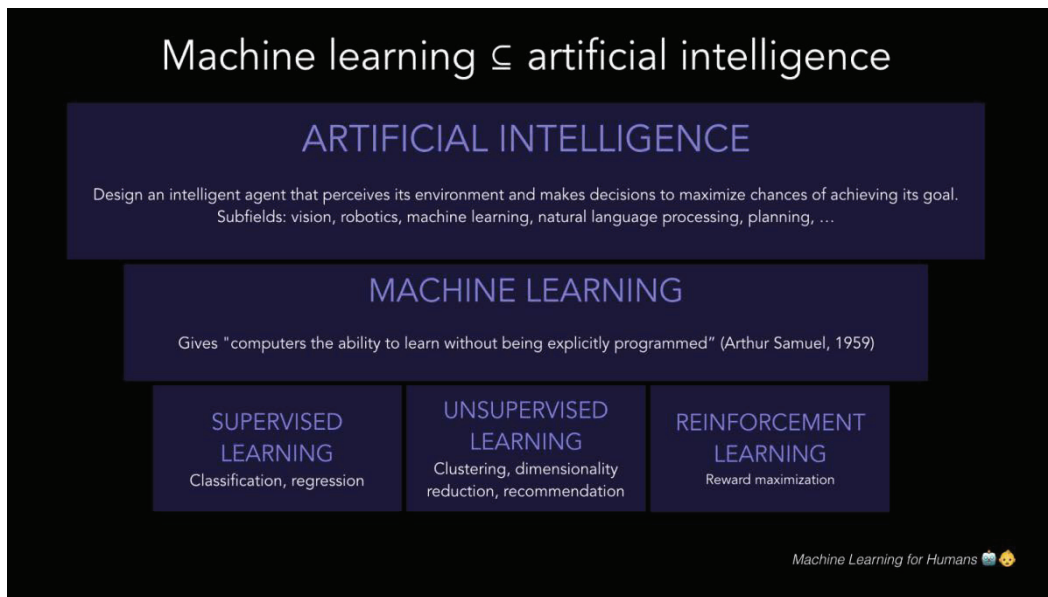 Machine learning ⊆ artificial intelligence
ARTIFICIAL INTELLIGENCE
Design an intelligent agent that perceives its environment and makes decisions to maximize chances of achieving its goal.
Subfields: vision, robotics, machine learning, natural language processing, planning, …
MACHINE LEARNING
Gives "computers the ability to learn without being explicitly programmed” (Arthur Samuel, 1959)
SUPERVISED
LEARNING
Classification, regression
UNSUPERVISED
LEARNING
Clustering, dimensionality
reduction, recommendation
REINFORCEMENT
LEARNING
Reward maximization
Machine Learning for Humans 🤖👶